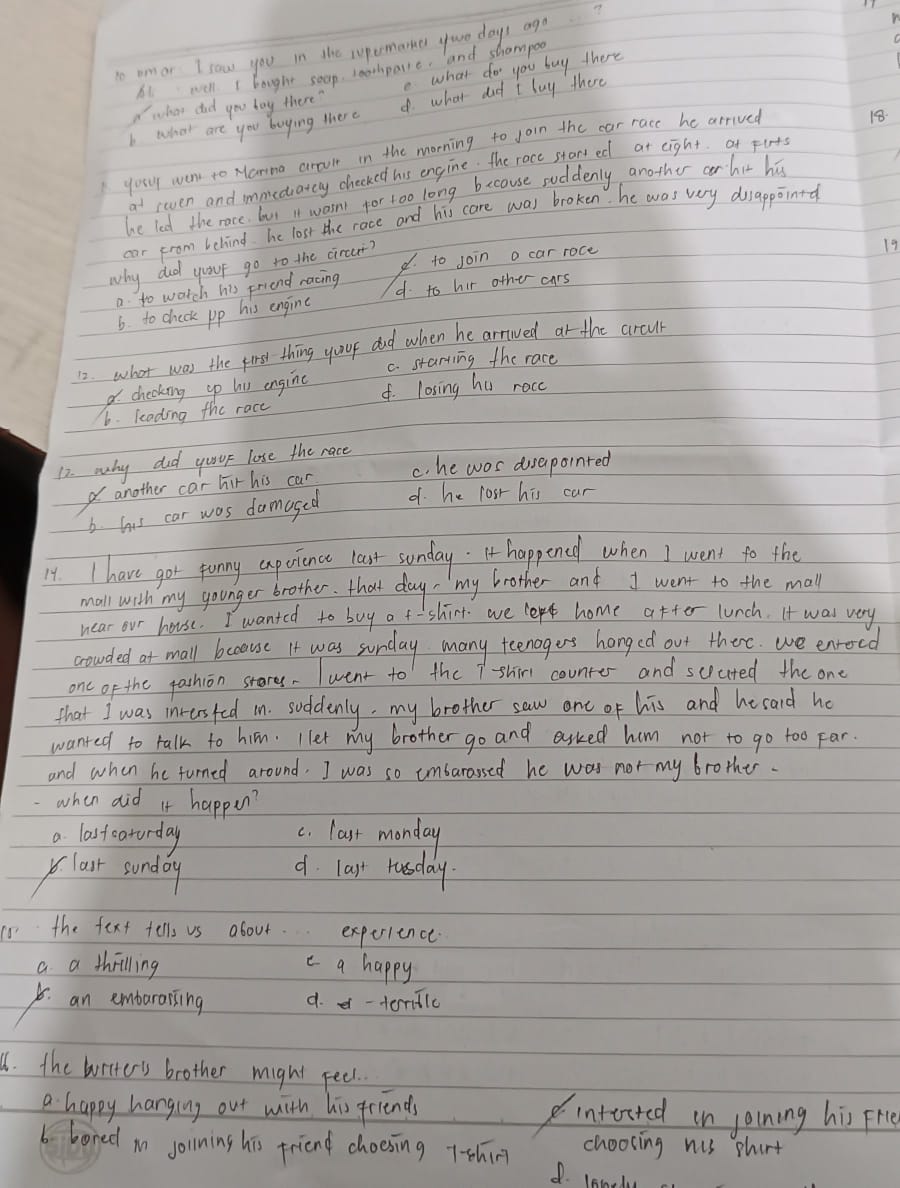 10 omar. I saw you in the supermarket two days ago ...?
Ali : well I bought soap. toothpaste, and shampoo
a what did you buy there?
c what do you buy there
b. what are you buying there
d. what did I buy there
yusuf went to Marina circuit in the morning to join the car race he arrived
at seven and immediately checked his engine. the race started at eight. at firts
he led the race. but it wasnt for too long because suddenly another car hit his
car from behind. he lost the race and his care was broken. he was very disappointd
why did yusuf go to the circuit?
a. to watch his friend racing
c. to join a car race
b. to check up his engine
d. to hit other cars
12. what was the first thing yusuf did when he arrived at the circuit
a. checking up his engine
c. starting the race
b. leading the race
d. losing his race
12. why did yusuf lose the race
a another car hit his car
c. he was disapointed
b. his car was damaged
d. he lost his car
14. I have got funny experience last sunday. it happened when I went to the
mall with my younger brother. that day, my brother and I went to the mall
near our house. I wanted to buy a t-shirt. we left home after lunch. it was very
crowded at mall because it was sunday. many teenagers hanged out there. we entered
one of the fashion stores. I went to the T-shirt counter and selected the one
that I was intersted in. suddenly, my brother saw one of his and he said he
wanted to talk to him. I let my brother go and asked him not to go too far.
and when he turned around. I was so embarassed he was not my brother -
- when did it happen?
a. last saturday
c. last monday
b. last sunday
d. last tuesday.
15. the text tells us about ... experience.
a. a thrilling
c a happy
b. an embarassing
d. - terrific
16. the writer's brother might feel...
a. happy hanging out with his friends
c interested in joining his Frie
choosing his shirt
b. bored in joining his friend choesing T-shirt
d. lonely
18.
19